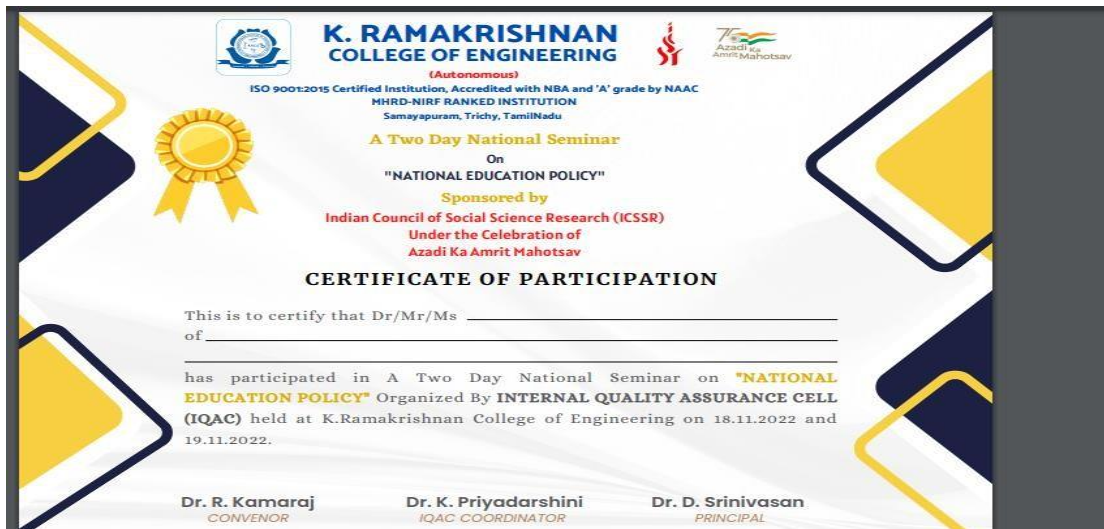 K. RAMAKRISHNAN
COLLEGE OF ENGINEERING
(Autonomous)
ISO 9001:2015 Certified Institution, Accredited with NBA and 'A' grade by NAAC
MHRD-NIRF RANKED INSTITUTION
Samayapuram, Trichy, TamilNadu
Azadi Ka
Amrit Mahotsav
A Two Day National Seminar
On
"NATIONAL EDUCATION POLICY"
Sponsored by
Indian Council of Social Science Research (ICSSR)
Under the Celebration of
Azadi Ka Amrit Mahotsav
CERTIFICATE OF PARTICIPATION
This is to certify that Dr/Mr/Ms
of
has participated in A Two Day National Seminar on "NATIONAL
EDUCATION POLICY" Organized By INTERNAL QUALITY ASSURANCE CELL
(IQAC) held at K.Ramakrishnan College of Engineering on 18.11.2022 and
19.11.2022.
Dr. R. Kamaraj
CONVENOR
Dr. K. Priyadarshini
IQAC COORDINATOR
Dr. D. Srinivasan
PRINCIPAL